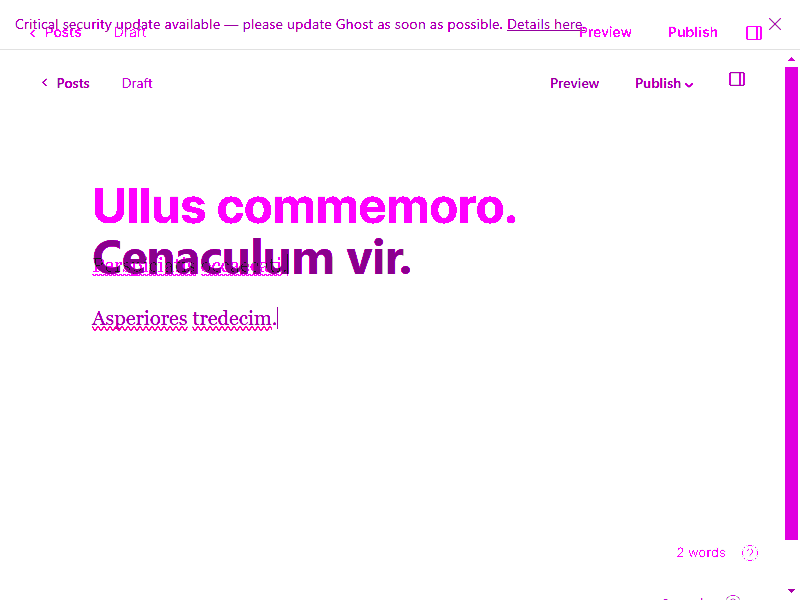 Critical security update available — please update Ghost as soon as possible. Details here.
Posts Draft Preview Publish
Posts Draft Preview Publish
Ullus commemoro.
Cenaculum vir.
Asperiores tredecim.
2 words